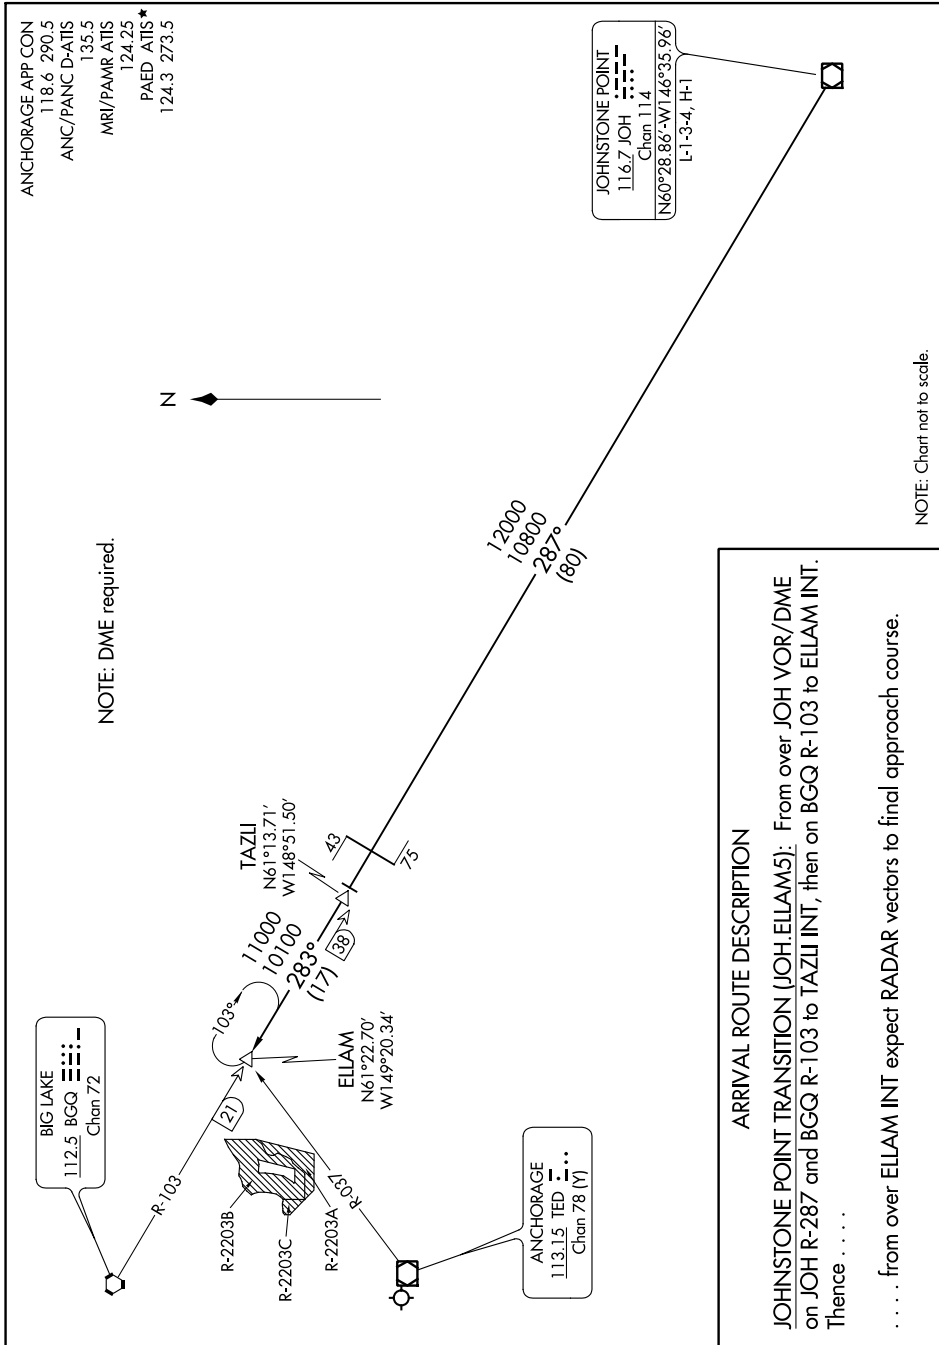 ANCHORAGE APP CON
118.6 290.5
ANC/PANC D-ATIS
135.5
MRI/PAMR ATIS
124.25
PAED ATIS★
124.3 273.5
JOHNSTONE POINT
116.7 JOH
Chan 114
N60°28.86'-W146°35.96'
L-1-3-4, H-1
N
NOTE: DME required.
12000
10800
287°
(80)
TAZLI
N61°13.71'
W148°51.50'
43
75
38
11000
10100
283°
(17)
103°
ELLAM
N61°22.70'
W149°20.34'
BIG LAKE
112.5 BGQ
Chan 72
R-103
21
R-2203B
R-2203C
R-2203A
R-037
ANCHORAGE
113.15 TED
Chan 78 (Y)
NOTE: Chart not to scale.
ARRIVAL ROUTE DESCRIPTION
JOHNSTONE POINT TRANSITION (JOH.ELLAM5): From over JOH VOR/DME
on JOH R-287 and BGQ R-103 to TAZLI INT, then on BGQ R-103 to ELLAM INT.
Thence . . . .
. . . . from over ELLAM INT expect RADAR vectors to final approach course.